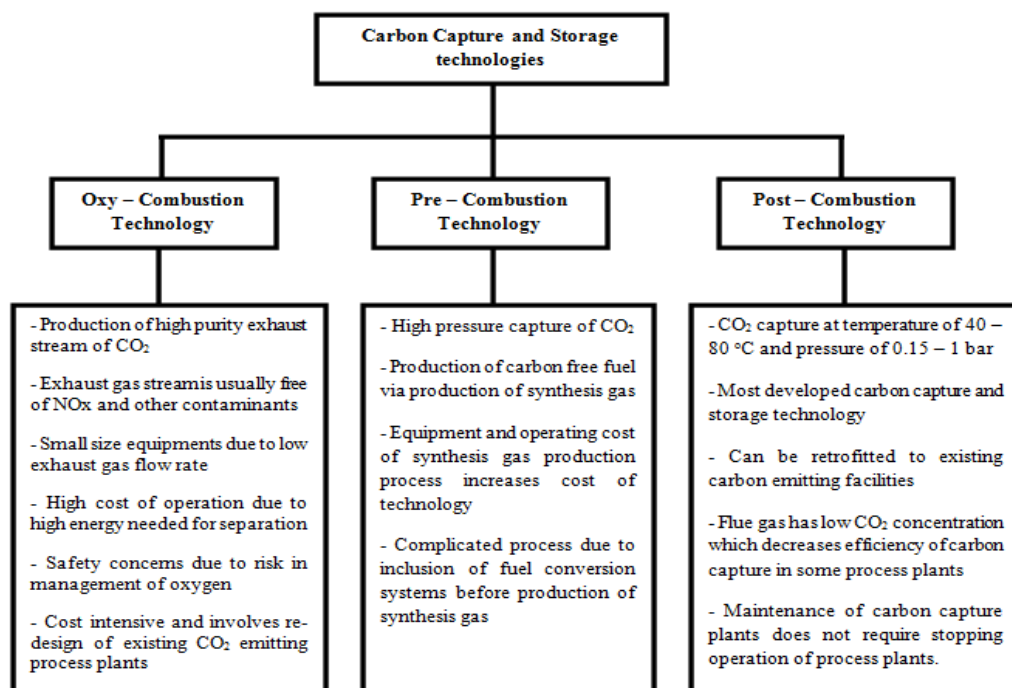 Carbon Capture and Storage
technologies
Oxy – Combustion
Technology
Pre – Combustion
Technology
Post – Combustion
Technology
- Production of high purity exhaust
stream of CO₂
- Exhaust gas stream is usually free
of NOx and other contaminants
- Small size equipments due to low
exhaust gas flow rate
- High cost of operation due to
high energy needed for separation
- Safety concerns due to risk in
management of oxygen
- Cost intensive and involves re-
design of existing CO₂ emitting
process plants
- High pressure capture of CO₂
- Production of carbon free fuel
via production of synthesis gas
- Equipment and operating cost
of synthesis gas production
process increases cost of
technology
- Complicated process due to
inclusion of fuel conversion
systems before production of
synthesis gas
- CO₂ capture at temperature of 40 –
80 °C and pressure of 0.15 – 1 bar
- Most developed carbon capture and
storage technology
- Can be retrofitted to existing
carbon emitting facilities
- Flue gas has low CO₂ concentration
which decreases efficiency of carbon
capture in some process plants
- Maintenance of carbon capture
plants does not require stopping
operation of process plants.